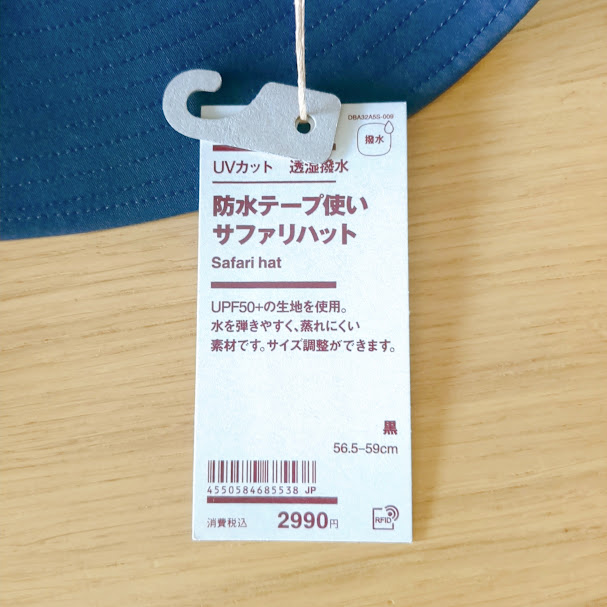 OBA32A5S-009
撥水
UVカット 透湿撥水
防水テープ使い
サファリハット
Safari hat
UPF50+の生地を使用。
水を弾きやすく、蒸れにくい
素材です。サイズ調整ができます。
黒
56.5–59cm
4550584685538 JP
消費税込 2990円
RFID